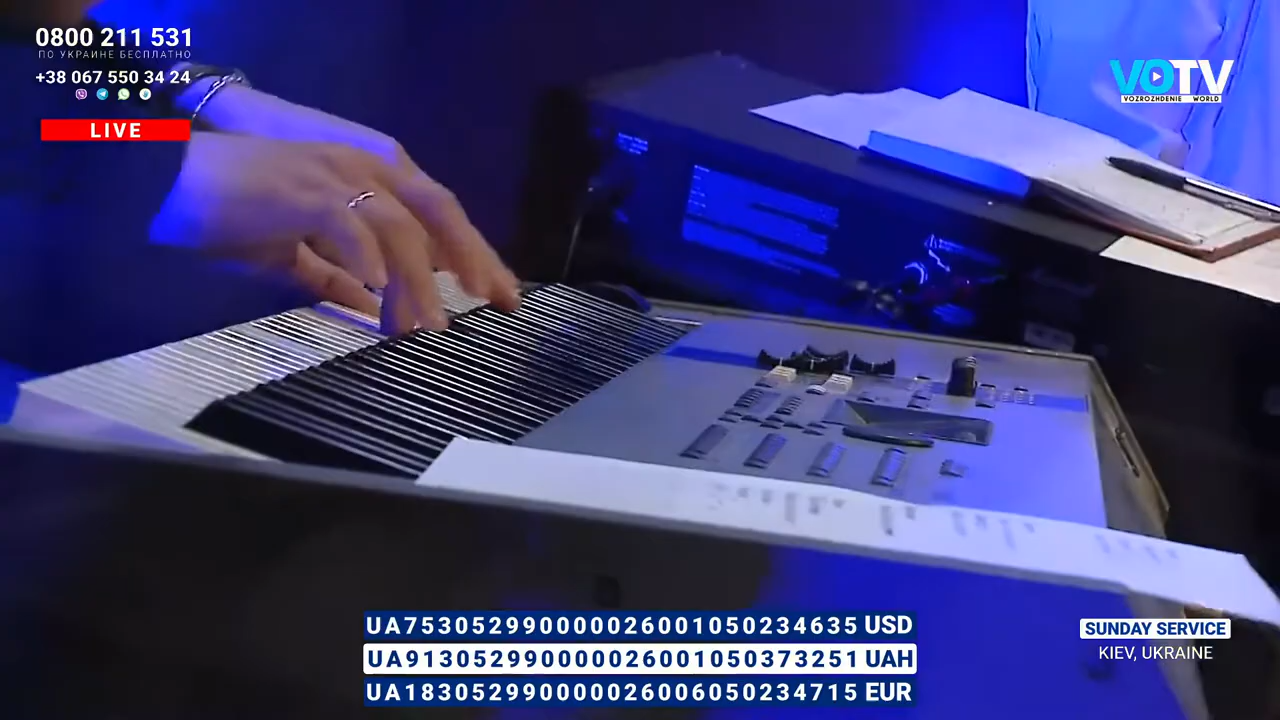 0800 211 531
ПО УКРАИНЕ БЕСПЛАТНО
+38 067 550 34 24
LIVE
VOTV
VOZROZHDENIE WORLD
UA753052990000026001050234635 USD
UA913052990000026001050373251 UAH
UA183052990000026006050234715 EUR
SUNDAY SERVICE
KIEV, UKRAINE